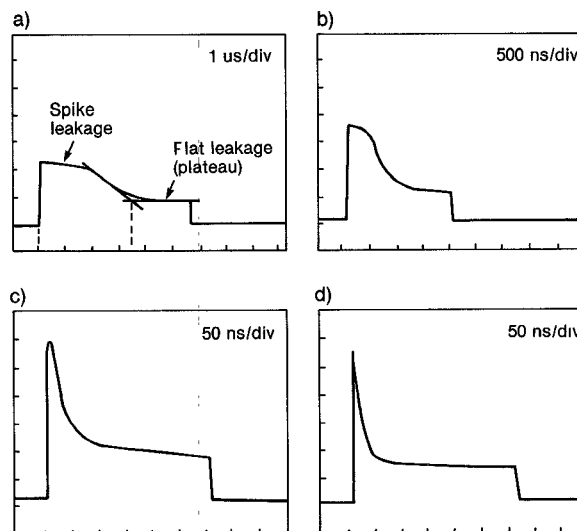 a)
1 us/div
Spike
leakage
Flat leakage
(plateau)
b)
500 ns/div
c)
50 ns/div
d)
50 ns/div